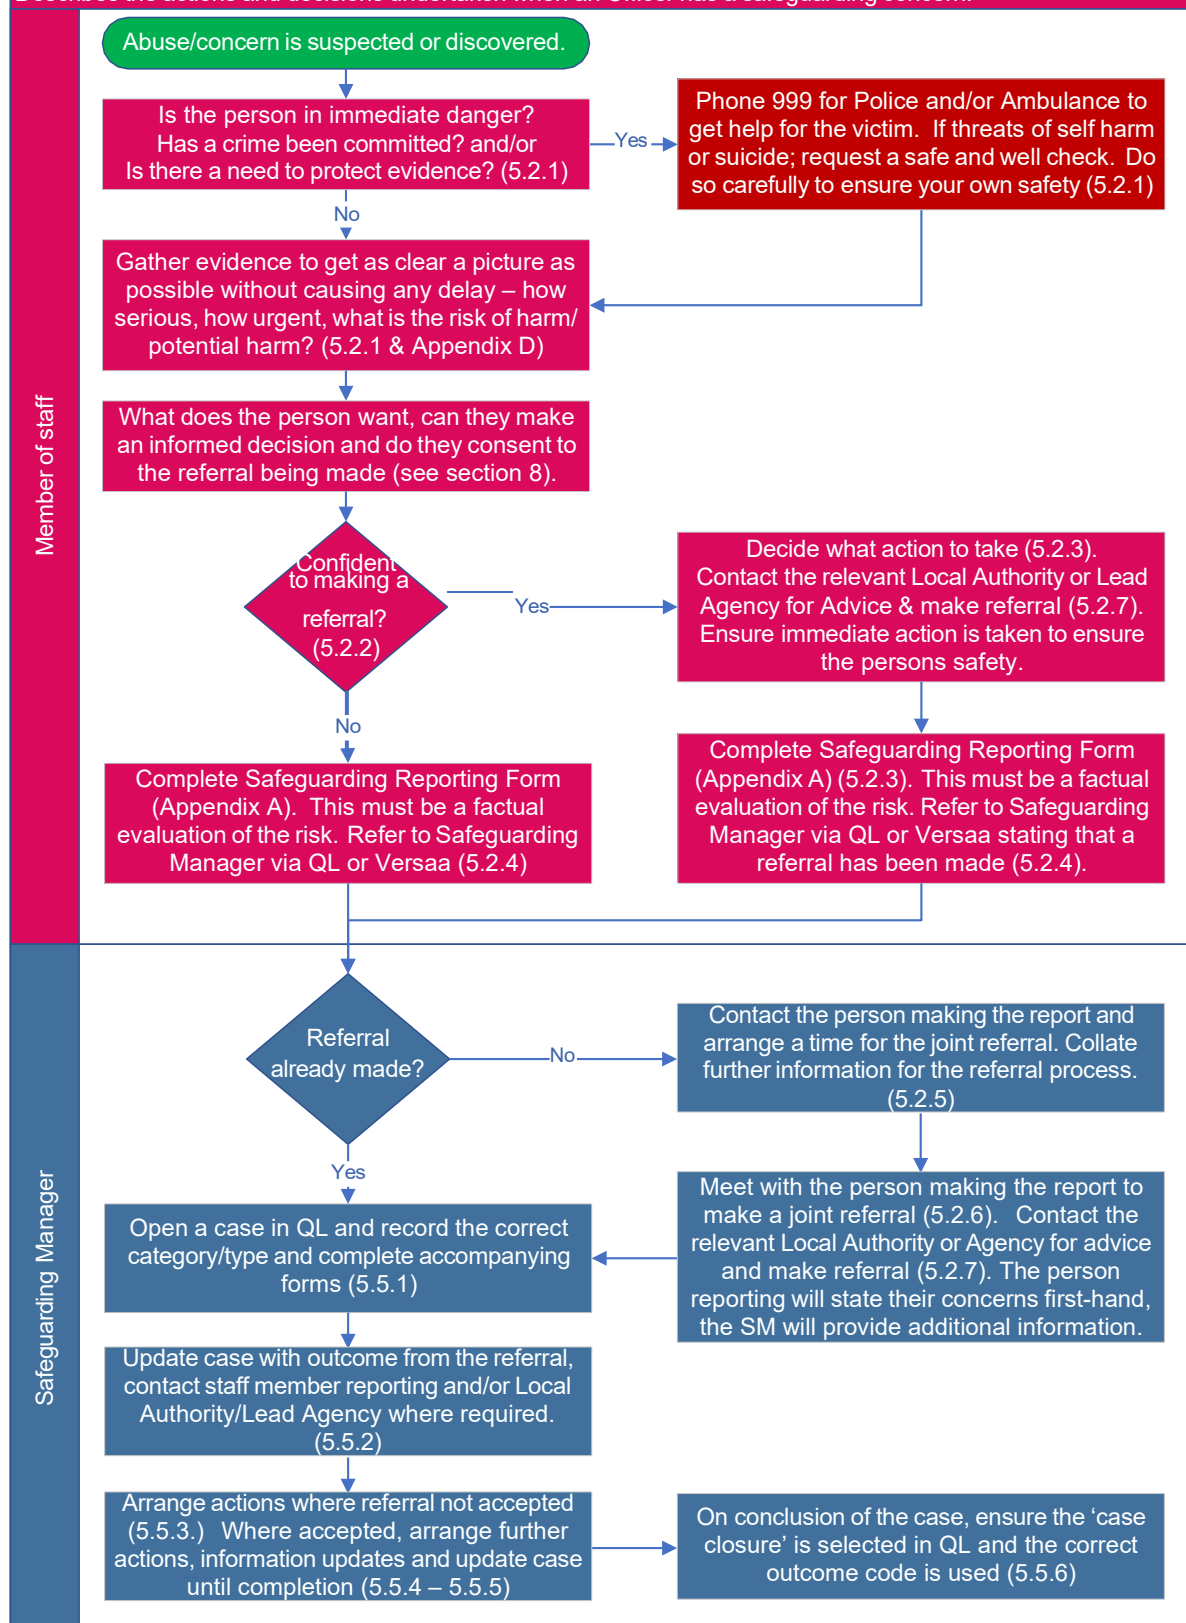 Describes the actions and decisions undertaken when an Officer has a safeguarding concern.
Abuse/concern is suspected or discovered.
Is the person in immediate danger?
Has a crime been committed? and/or
Is there a need to protect evidence? (5.2.1)
Yes
Phone 999 for Police and/or Ambulance to
get help for the victim. If threats of self harm
or suicide; request a safe and well check. Do
so carefully to ensure your own safety (5.2.1)
No
Gather evidence to get as clear a picture as
possible without causing any delay – how
serious, how urgent, what is the risk of harm/
potential harm? (5.2.1 & Appendix D)
What does the person want, can they make
an informed decision and do they consent to
the referral being made (see section 8).
Member of staff
Confident
to making a
referral?
(5.2.2)
Yes
Decide what action to take (5.2.3).
Contact the relevant Local Authority or Lead
Agency for Advice & make referral (5.2.7).
Ensure immediate action is taken to ensure
the persons safety.
No
Complete Safeguarding Reporting Form
(Appendix A). This must be a factual
evaluation of the risk. Refer to Safeguarding
Manager via QL or Versaa (5.2.4)
Complete Safeguarding Reporting Form
(Appendix A) (5.2.3). This must be a factual
evaluation of the risk. Refer to Safeguarding
Manager via QL or Versaa stating that a
referral has been made (5.2.4).
Safeguarding Manager
Referral
already made?
No
Contact the person making the report and
arrange a time for the joint referral. Collate
further information for the referral process.
(5.2.5)
Yes
Meet with the person making the report to
make a joint referral (5.2.6). Contact the
relevant Local Authority or Agency for advice
and make referral (5.2.7). The person
reporting will state their concerns first-hand,
the SM will provide additional information.
Open a case in QL and record the correct
category/type and complete accompanying
forms (5.5.1)
Update case with outcome from the referral,
contact staff member reporting and/or Local
Authority/Lead Agency where required.
(5.5.2)
Arrange actions where referral not accepted
(5.5.3.) Where accepted, arrange further
actions, information updates and update case
until completion (5.5.4 – 5.5.5)
On conclusion of the case, ensure the ‘case
closure’ is selected in QL and the correct
outcome code is used (5.5.6)